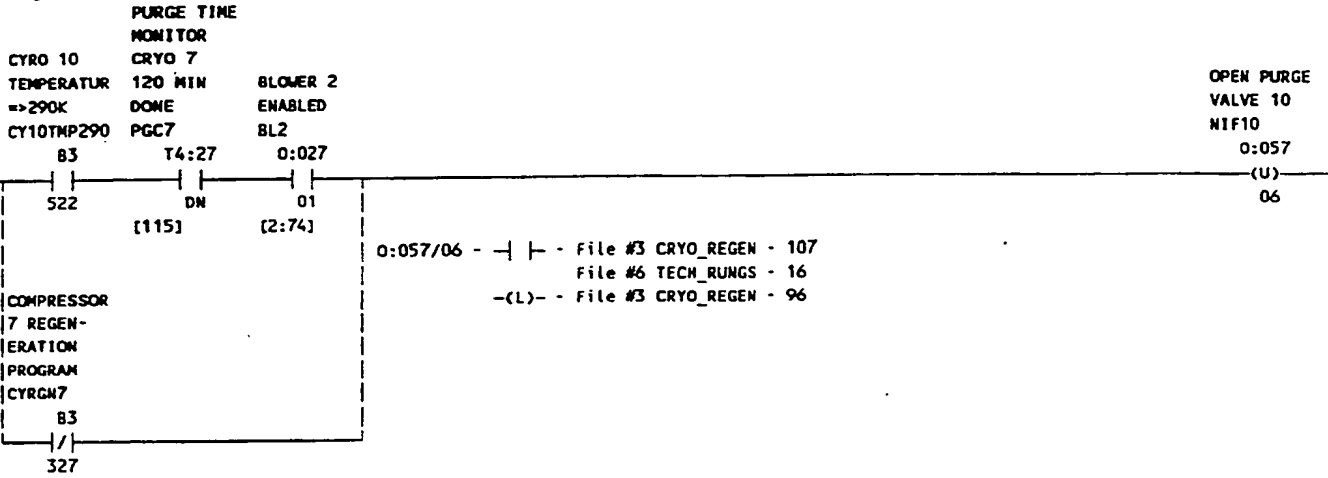 PURGE TIME
MONITOR
CYRO 10 CRYO 7
TEMPERATUR 120 MIN BLOWER 2 OPEN PURGE
=>290K DONE ENABLED VALVE 10
CY10TMP290 PGC7 BL2 NIF10
B3 T4:27 O:027 O:057
(U)
522 DN 01 06
[115] [2:74]
O:057/06 - ┤ ├ - File #3 CRYO_REGEN - 107
File #6 TECH_RUNGS - 16
-(L)- - File #3 CRYO_REGEN - 96
COMPRESSOR
7 REGEN-
ERATION
PROGRAM
CYRGN7
B3
/
327